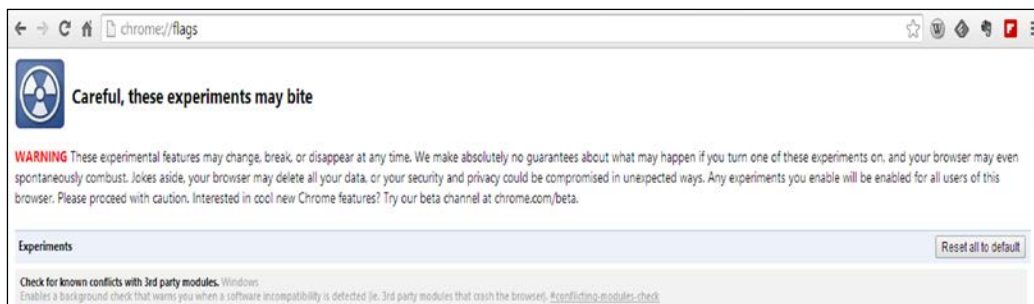 chrome://flags
Careful, these experiments may bite
WARNING These experimental features may change, break, or disappear at any time. We make absolutely no guarantees about what may happen if you turn one of these experiments on, and your browser may even
spontaneously combust. Jokes aside, your browser may delete all your data, or your security and privacy could be compromised in unexpected ways. Any experiments you enable will be enabled for all users of this
browser. Please proceed with caution. Interested in cool new Chrome features? Try our beta channel at chrome.com/beta.
Experiments Reset all to default
Check for known conflicts with 3rd party modules. Windows
Enables a background check that warns you when a software incompatibility is detected (ie. 3rd party modules that crash the browser). #conflicting-modules-check